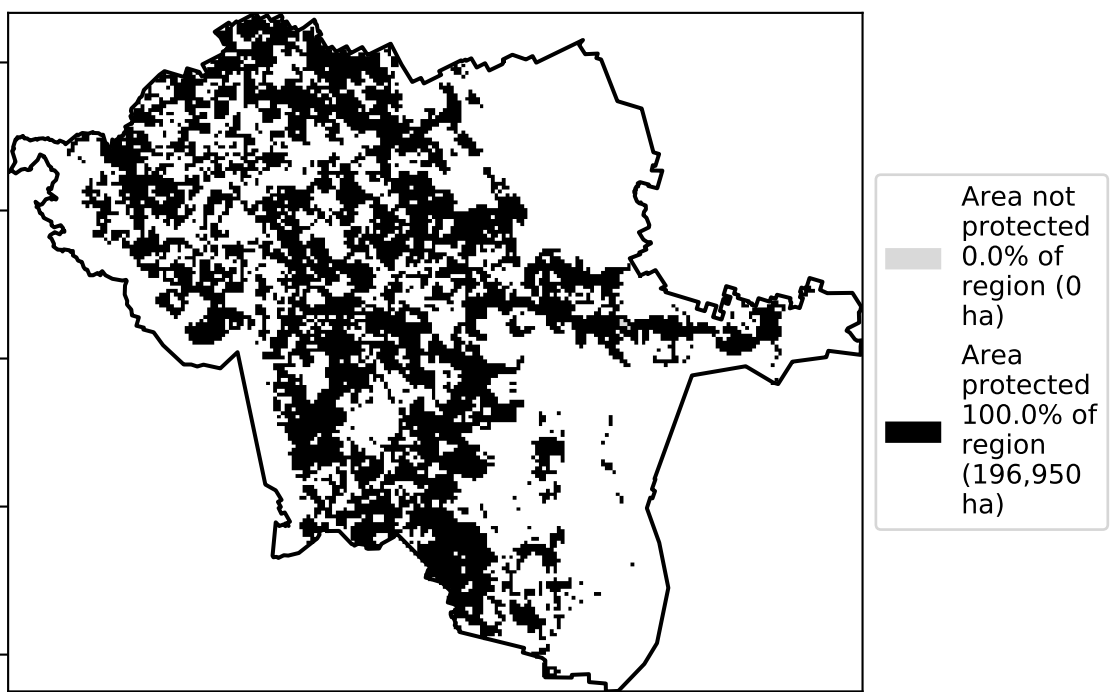 Area not
protected
0.0% of
region (0
ha)
Area
protected
100.0% of
region
(196,950
ha)